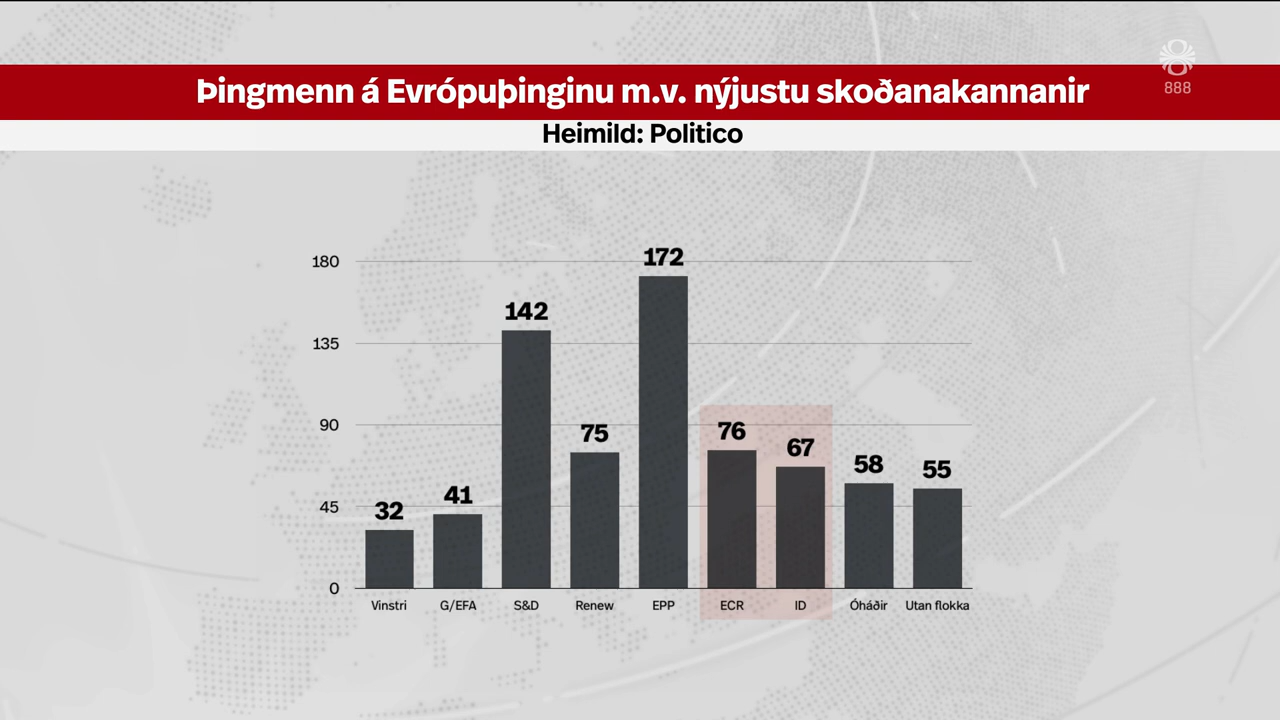 Þingmenn á Evrópuþinginu m.v. nýjustu skoðanakannanir
888
Heimild: Politico
180
135
90
45
0
32
41
142
75
172
76
67
58
55
Vinstri
G/EFA
S&D
Renew
EPP
ECR
ID
Óháðir
Utan flokka